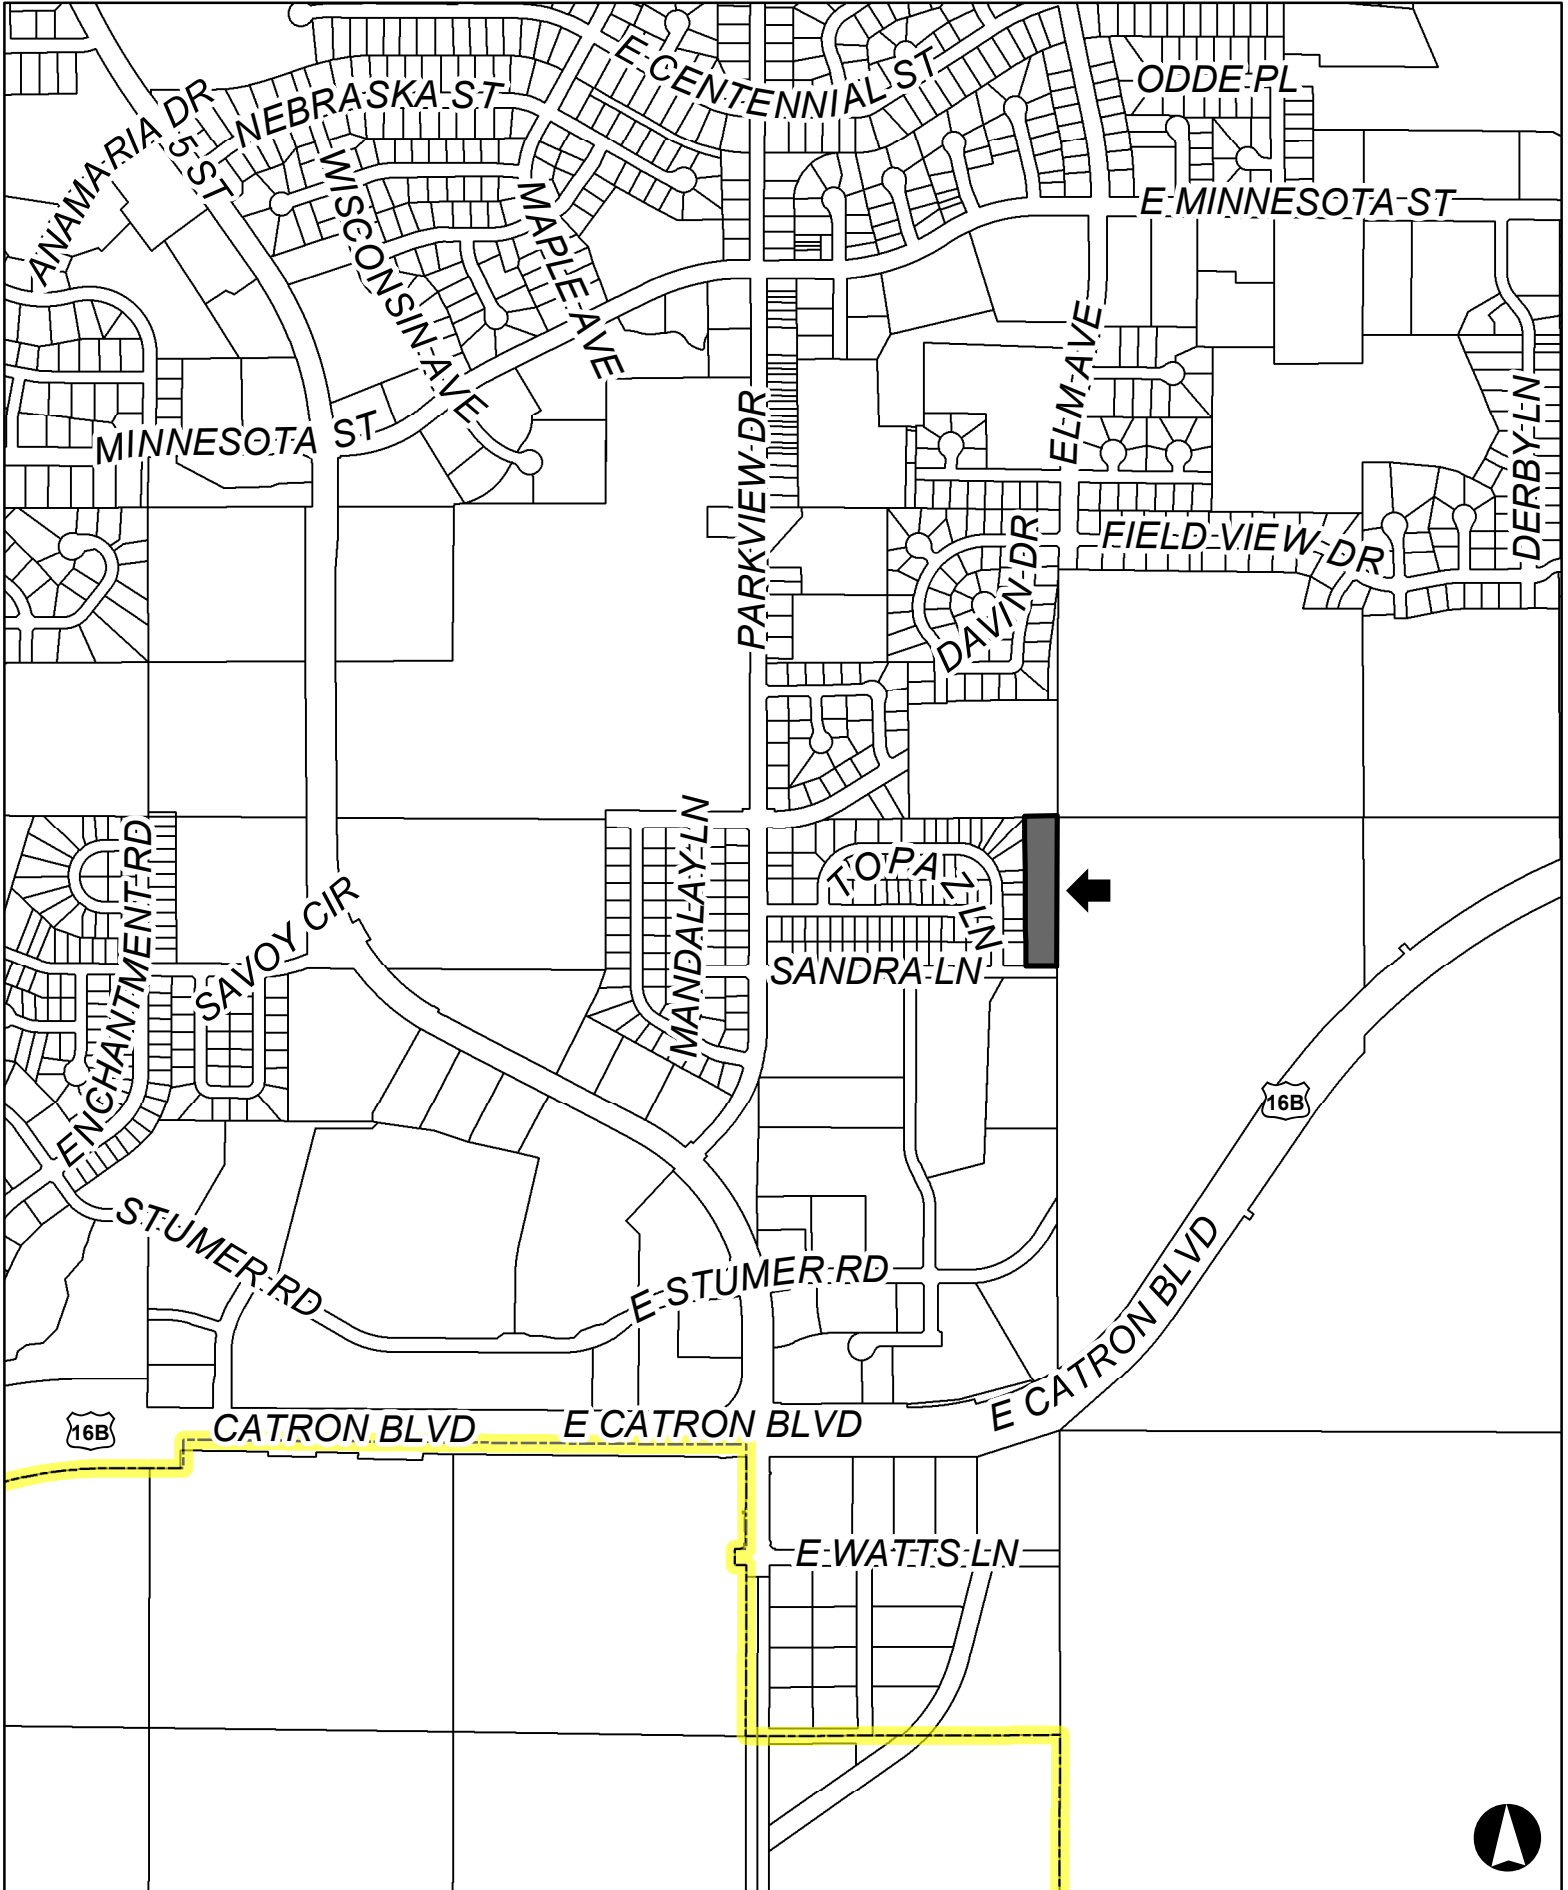 E CENTENNIAL ST
ODDE PL
NEBRASKA ST
ANAMARIA DR
5 ST
WISCONSIN AVE
MAPLE AVE
E MINNESOTA ST
ELM AVE
MINNESOTA ST
PARKVIEW DR
DERBY LN
FIELD VIEW DR
DAVIN DR
ENCHANTMENT RD
SAVOY CIR
MANDALAY LN
TOPAZ LN
SANDRA LN
16B
STUMER RD
E STUMER RD
E CATRON BLVD
16B
CATRON BLVD
E CATRON BLVD
E WATTS LN